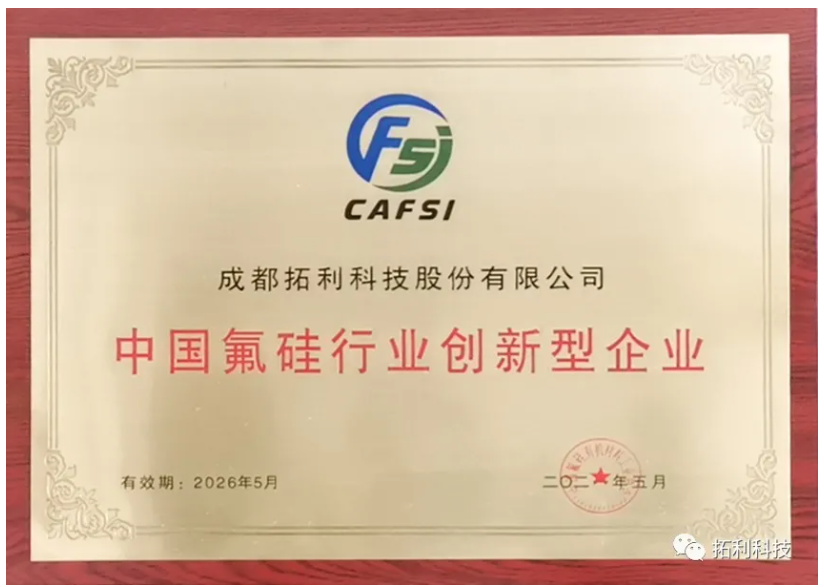 Fsi
CAFSI
成都拓利科技股份有限公司
中国氟硅行业创新型企业
有效期：2026年5月
二〇二 年五月
拓利科技